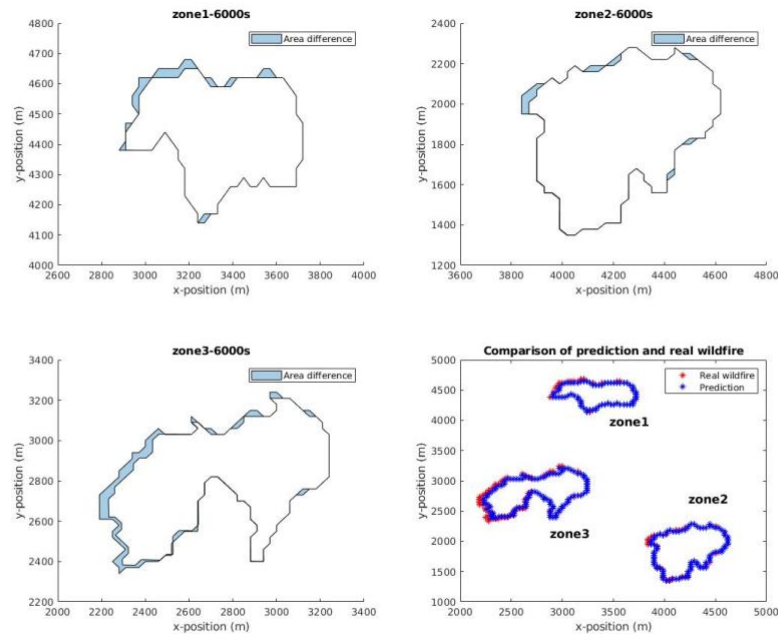 zone1-6000s
Area difference
y-position (m)
4800
4700
4600
4500
4400
4300
4200
4100
4000
2600 2800 3000 3200 3400 3600 3800 4000
x-position (m)
zone2-6000s
Area difference
y-position (m)
2400
2200
2000
1800
1600
1400
1200
3600 3800 4000 4200 4400 4600 4800
x-position (m)
zone3-6000s
Area difference
y-position (m)
3400
3200
3000
2800
2600
2400
2200
2000 2200 2400 2600 2800 3000 3200 3400
x-position (m)
Comparison of prediction and real wildfire
Real wildfire
Prediction
y-position (m)
5000
4500
4000
3500
3000
2500
2000
1500
1000
zone1
zone2
zone3
2000 2500 3000 3500 4000 4500 5000
x-position (m)